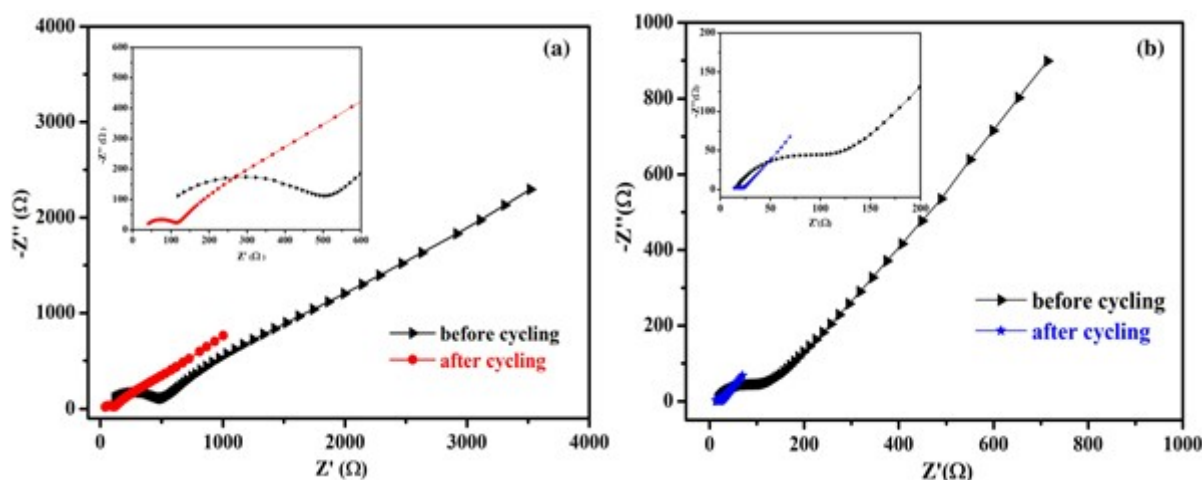 (a)
4000
3000
2000
1000
0
-Z'' (Ω)
0 1000 2000 3000 4000
Z' (Ω)
before cycling
after cycling
600
500
400
300
200
100
0
-Z'' (Ω)
0 100 200 300 400 500 600
Z' (Ω)
(b)
1000
800
600
400
200
0
-Z''(Ω)
0 200 400 600 800 1000
Z'(Ω)
before cycling
after cycling
200
150
100
50
0
-Z''(Ω)
0 50 100 150 200
Z'(Ω)